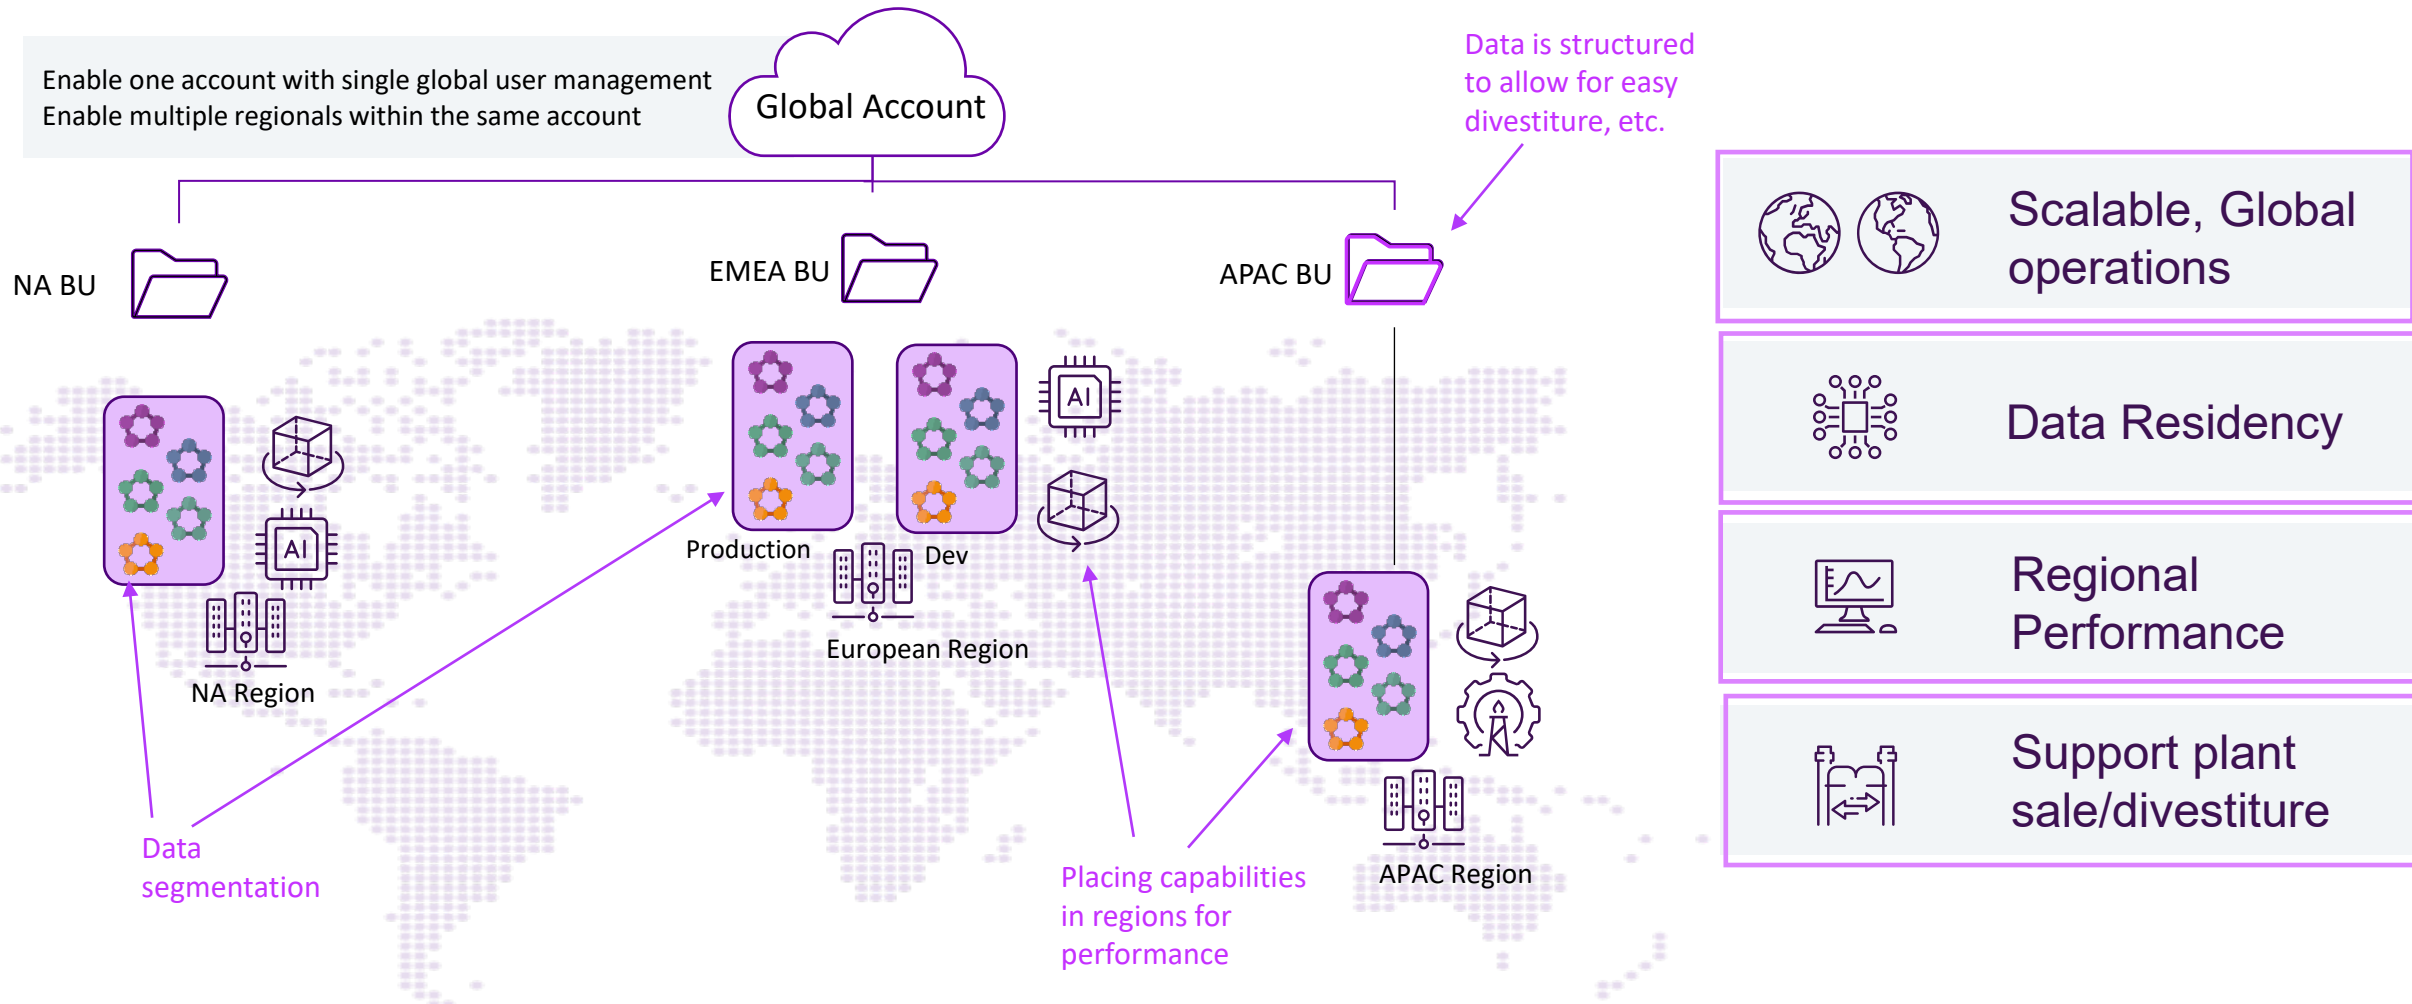 Enable one account with single global user management
Enable multiple regionals within the same account
Global Account
Data is structured
to allow for easy
divestiture, etc.
NA BU
EMEA BU
APAC BU
AI
AI
Production
Dev
European Region
NA Region
APAC Region
Data
segmentation
Placing capabilities
in regions for
performance
Scalable, Global
operations
Data Residency
Regional
Performance
Support plant
sale/divestiture